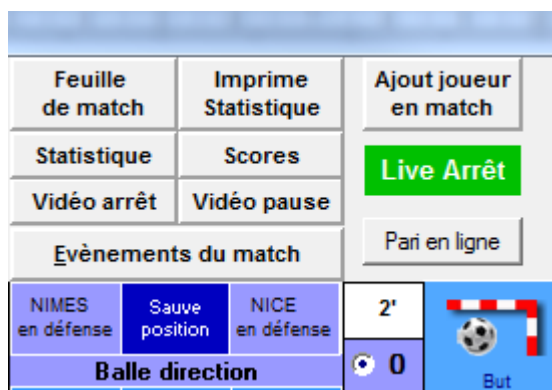 Feuille
de match
Imprime
Statistique
Ajout joueur
en match
Statistique
Scores
Live Arrêt
Vidéo arrêt
Vidéo pause
Pari en ligne
Evènements du match
NIMES
en défense
Sauve
position
NICE
en défense
2'
Balle direction
0
But